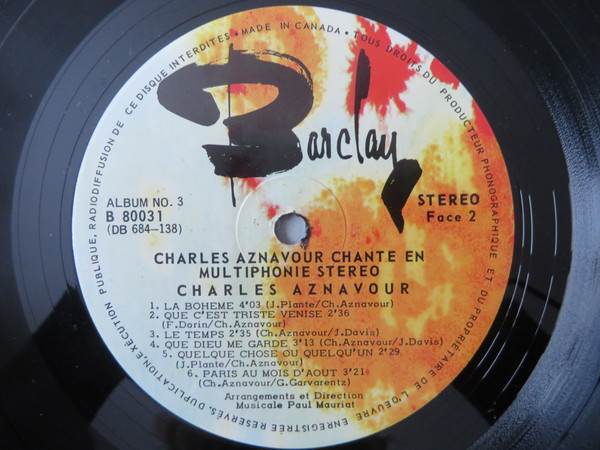 EXÉCUTION PUBLIQUE, RADIODIFFUSION DE CE DISQUE INTERDITES • MADE IN CANADA • TOUS DROITS DU PRODUCTEUR PHONOGRAPHIQUE ET DU PROPRIÉTAIRE DE L'OEUVRE ENREGISTRÉE RÉSERVÉS, DUPLICATION,
Barclay
ALBUM NO. 3
B 80031
(DB 684-138)
STEREO
Face 2
CHARLES AZNAVOUR CHANTE EN
MULTIPHONIE STEREO
CHARLES AZNAVOUR
1. LA BOHEME 4'03 (J.Plante/Ch.Aznavour)
2. QUE C'EST TRISTE VENISE 2'36
(F.Dorin/Ch.Aznavour)
3. LE TEMPS 2'35 (Ch.Aznavour/J.Davis)
4. QUE DIEU ME GARDE 3'13 (Ch.Aznavour/J.Davis)
5. QUELQUE CHOSE OU QUELQU'UN 2'29
(J.Plante/Ch.Aznavour)
6. PARIS AU MOIS D'AOUT 3'21
(Ch.Aznavour/G.Garvarentz)
Arrangements et Direction
Musicale Paul Mauriat